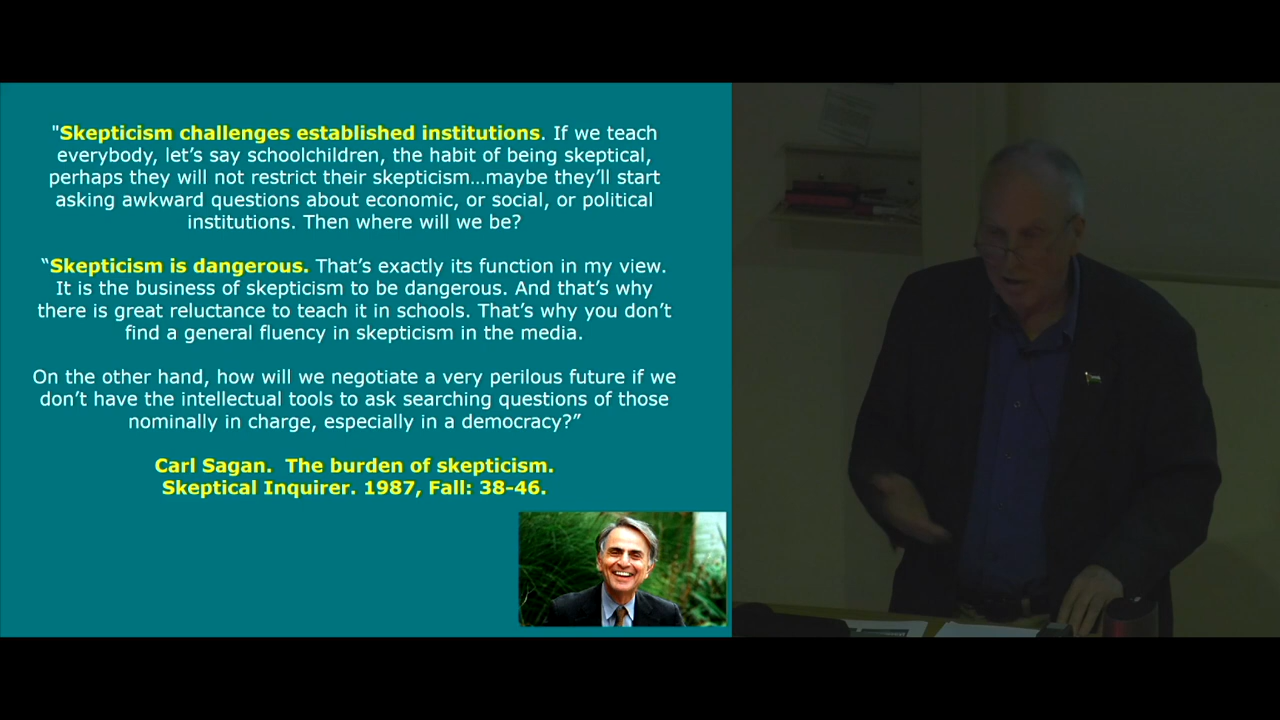 "Skepticism challenges established institutions. If we teach
everybody, let’s say schoolchildren, the habit of being skeptical,
perhaps they will not restrict their skepticism…maybe they’ll start
asking awkward questions about economic, or social, or political
institutions. Then where will we be?
“Skepticism is dangerous. That’s exactly its function in my view.
It is the business of skepticism to be dangerous. And that’s why
there is great reluctance to teach it in schools. That’s why you don’t
find a general fluency in skepticism in the media.
On the other hand, how will we negotiate a very perilous future if we
don’t have the intellectual tools to ask searching questions of those
nominally in charge, especially in a democracy?”
Carl Sagan. The burden of skepticism.
Skeptical Inquirer. 1987, Fall: 38-46.